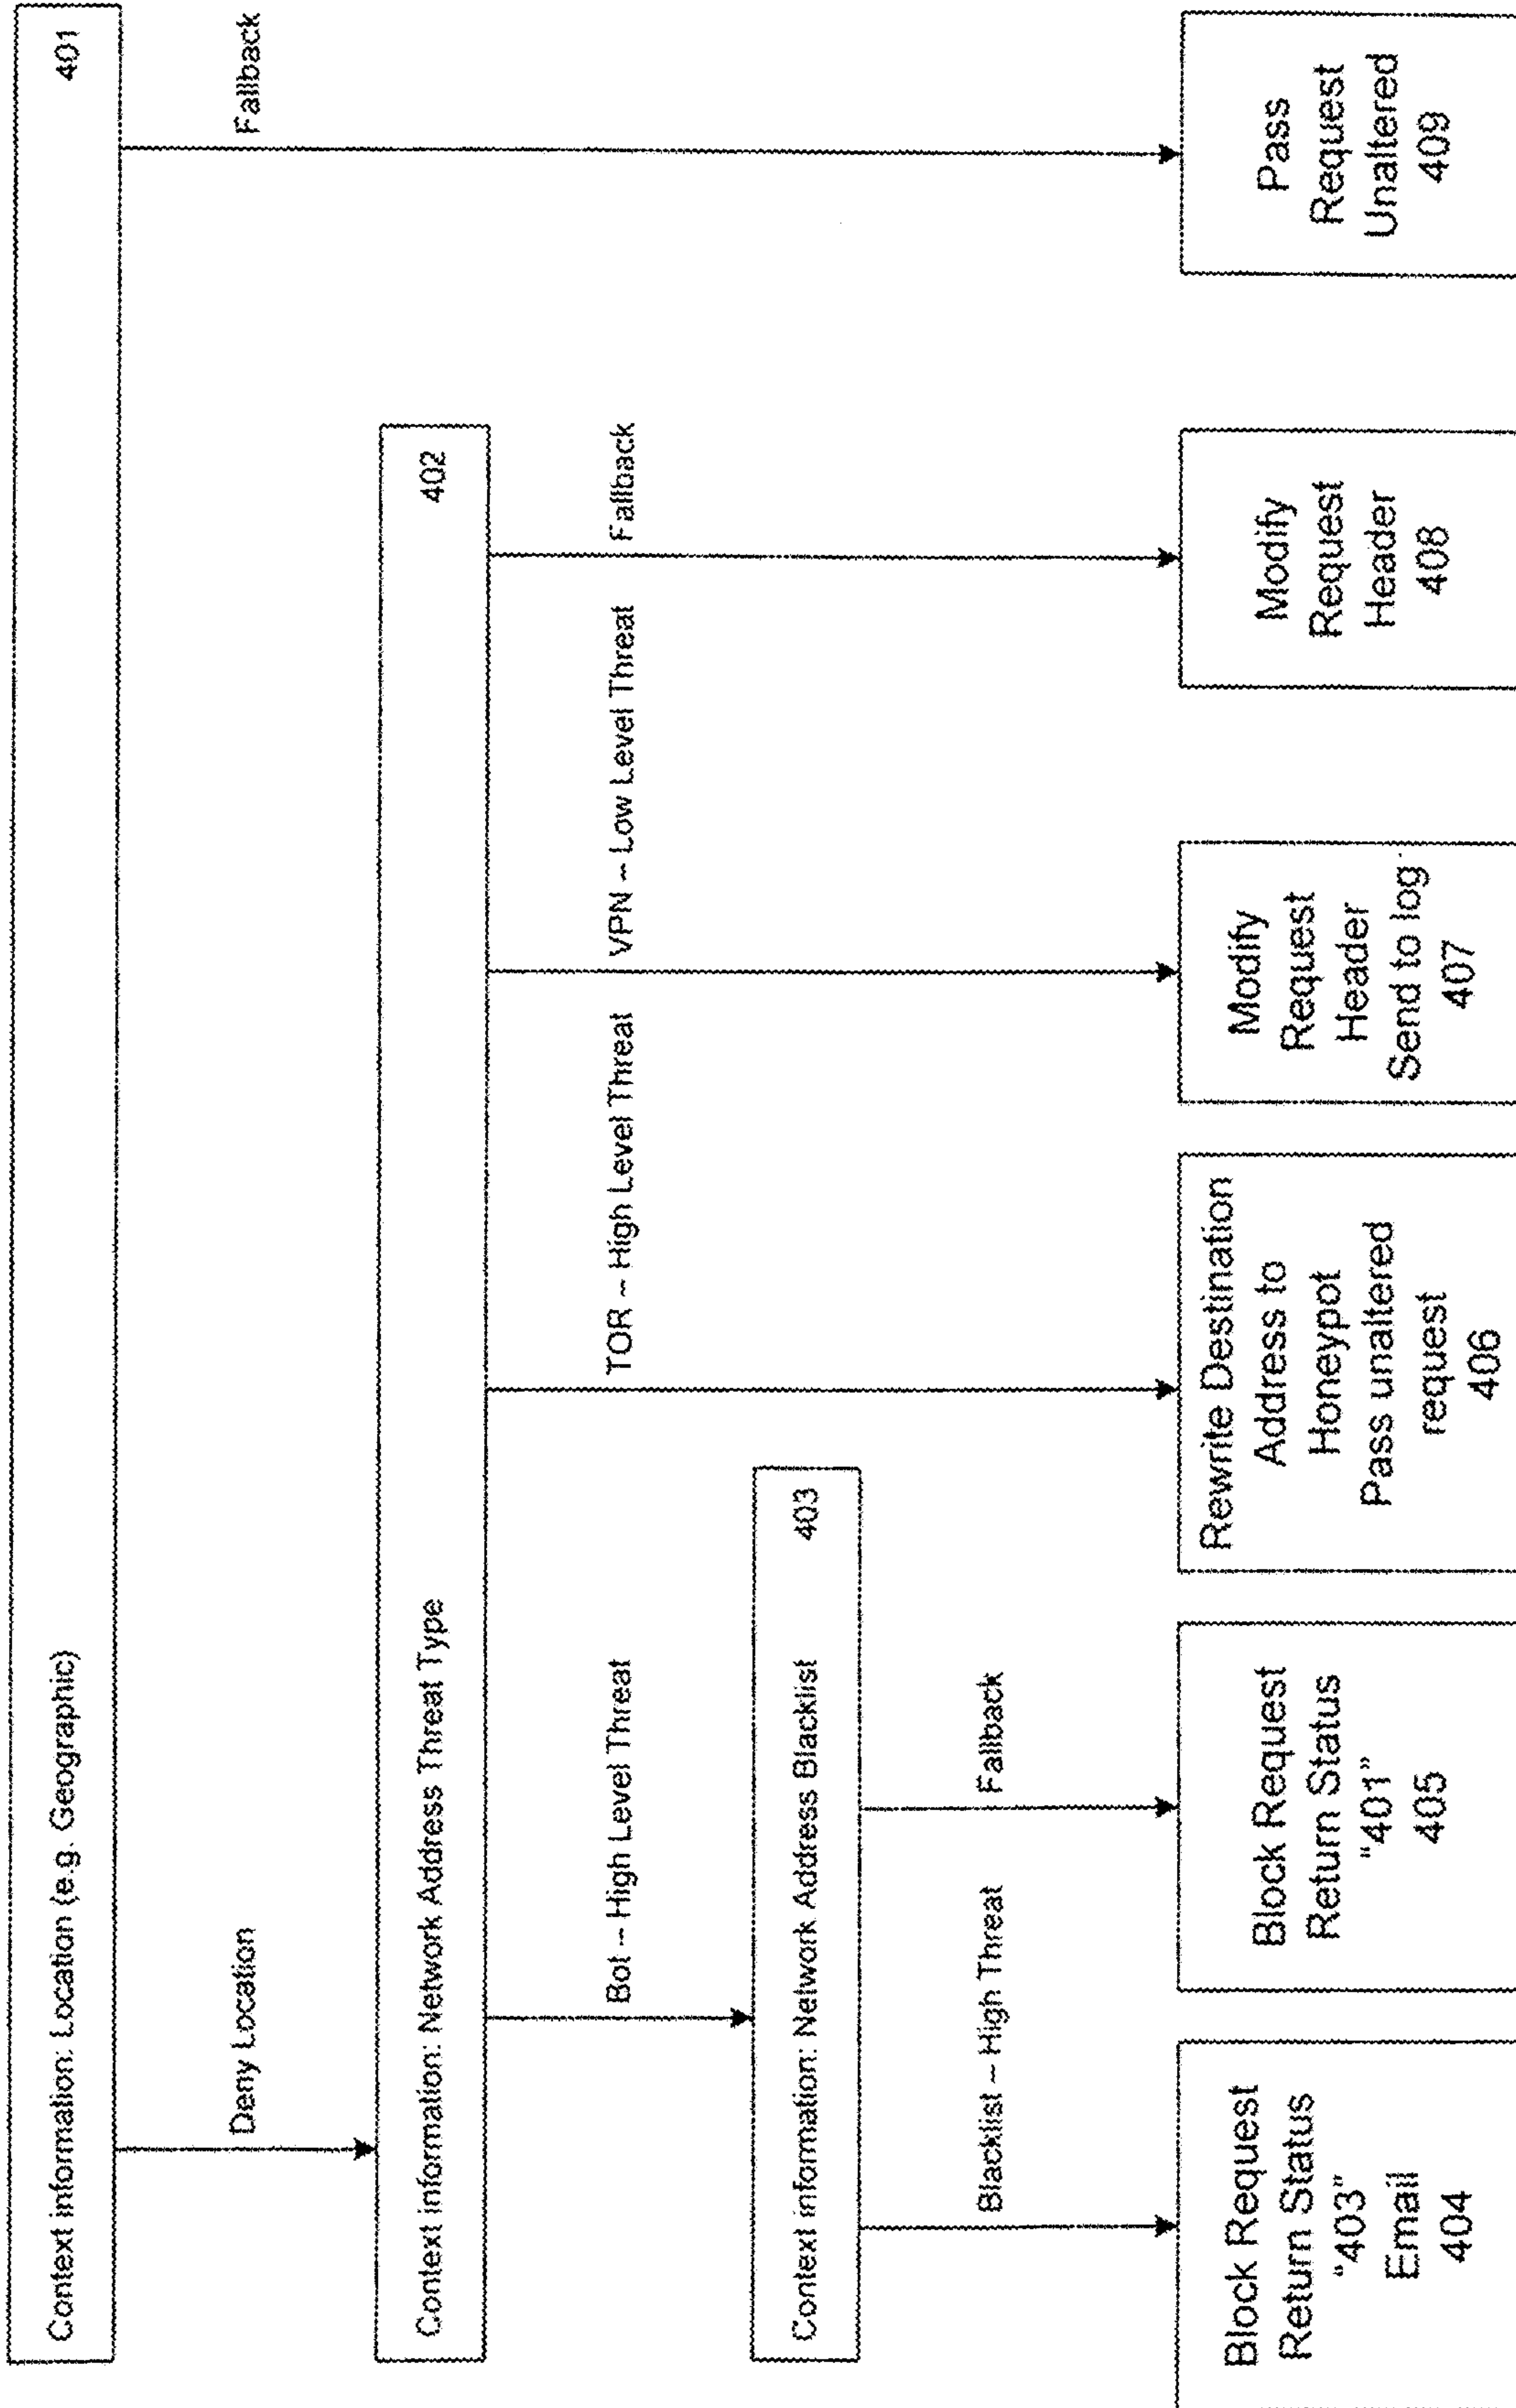 Context information: Location (e.g. Geographic)
401
Deny Location
Fallback
Context information: Network Address Threat Type
402
Bot – High Level Threat
TOR – High Level Threat
VPN – Low Level Threat
Fallback
Context information: Network Address Blacklist
403
Blacklist – High Threat
Fallback
Block Request
Return Status
“403”
Email
404
Block Request
Return Status
“401”
405
Rewrite Destination
Address to
Honeypot
Pass unaltered
request
406
Modify
Request
Header
Send to log
407
Modify
Request
Header
408
Pass
Request
Unaltered
409